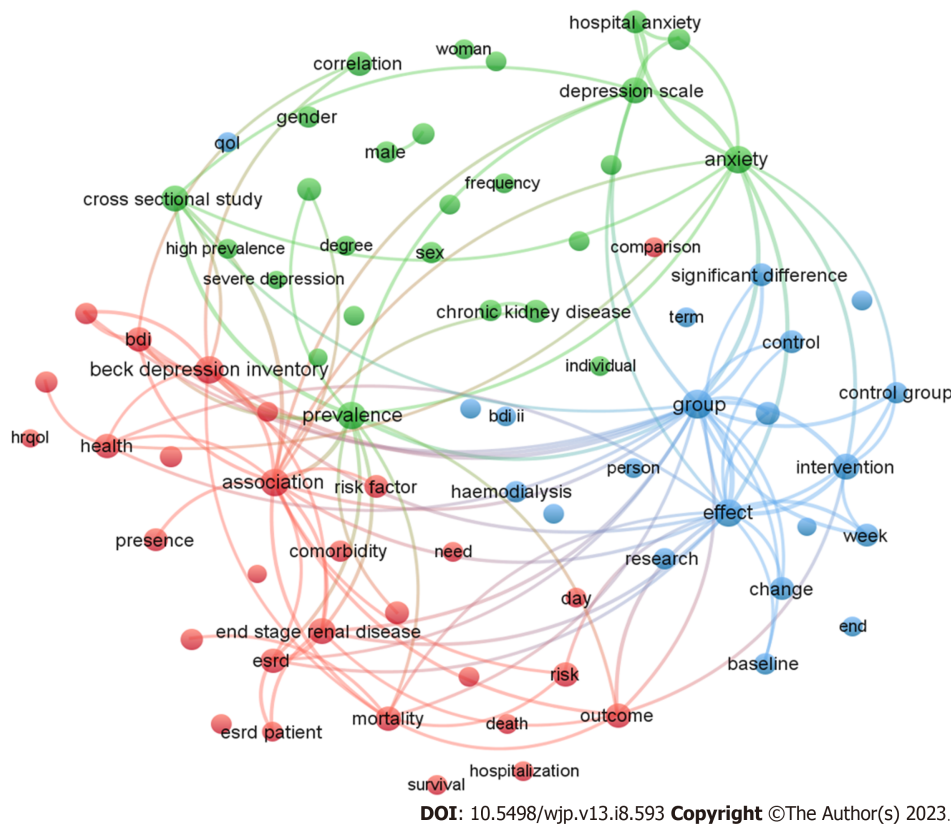 hospital anxiety
woman
correlation
depression scale
gender
qol
male
anxiety
frequency
cross sectional study
high prevalence
degree
sex
comparison
severe depression
significant difference
chronic kidney disease
term
bdi
control
beck depression inventory
individual
control group
prevalence
bdi ii
group
hrqol
health
person
intervention
association
risk factor
haemodialysis
effect
presence
comorbidity
need
research
week
day
change
end stage renal disease
end
esrd
baseline
risk
mortality
death
outcome
esrd patient
hospitalization
survival
DOI: 10.5498/wjp.v13.i8.593 Copyright ©The Author(s) 2023.